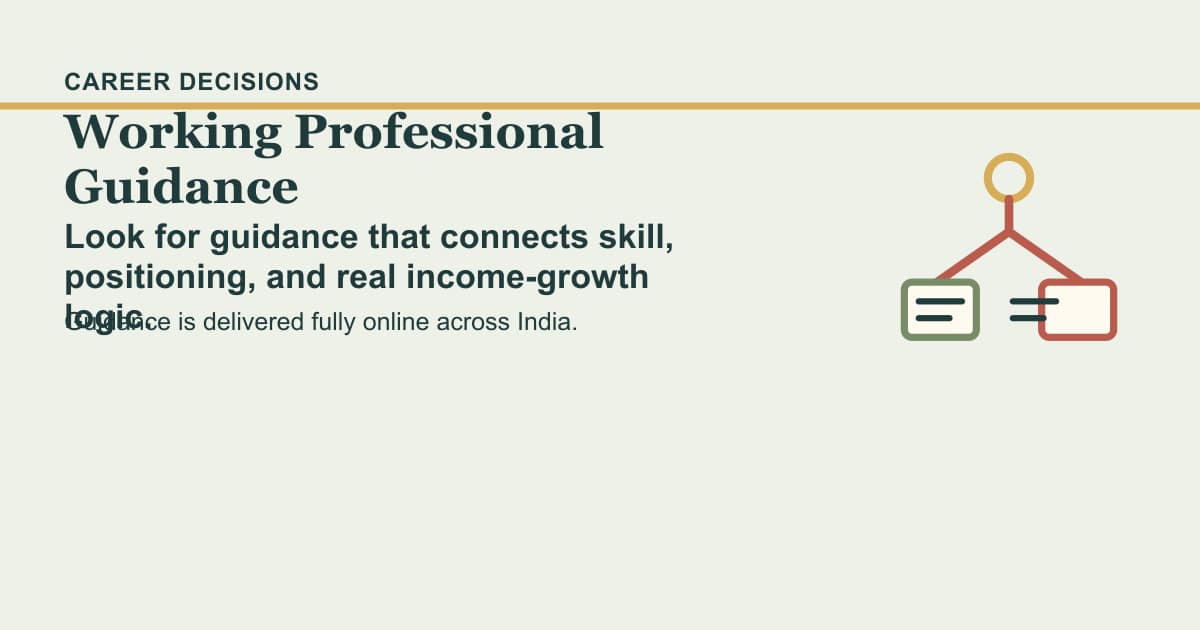 CAREER DECISIONS
Working Professional
Guidance
Look for guidance that connects skill,
positioning, and real income-growth
logic.
Guidance is delivered fully online across India.